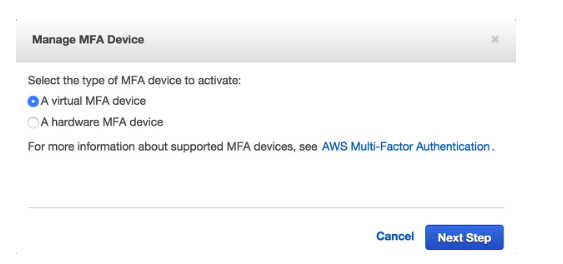 Manage MFA Device
Select the type of MFA device to activate:
A virtual MFA device
A hardware MFA device
For more information about supported MFA devices, see AWS Multi-Factor Authentication.
Cancel
Next Step